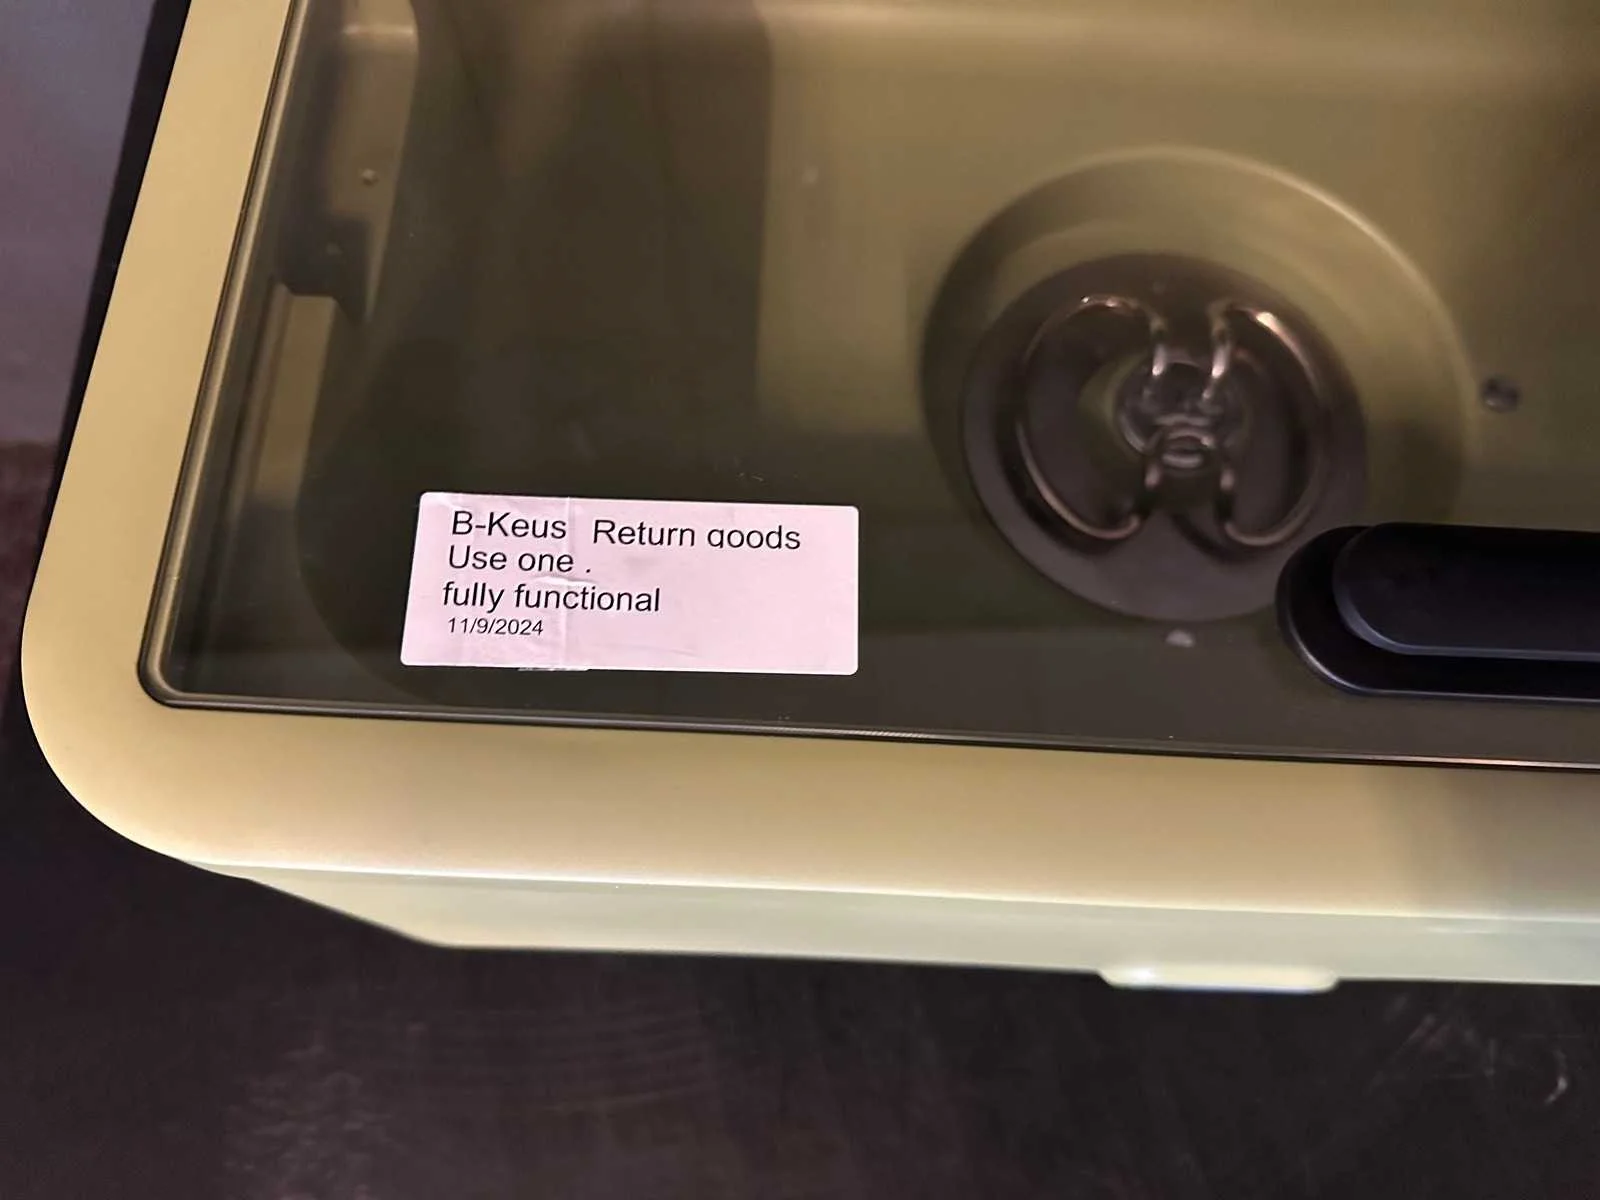 B-Keus Return goods
Use one .
fully functional
11/9/2024